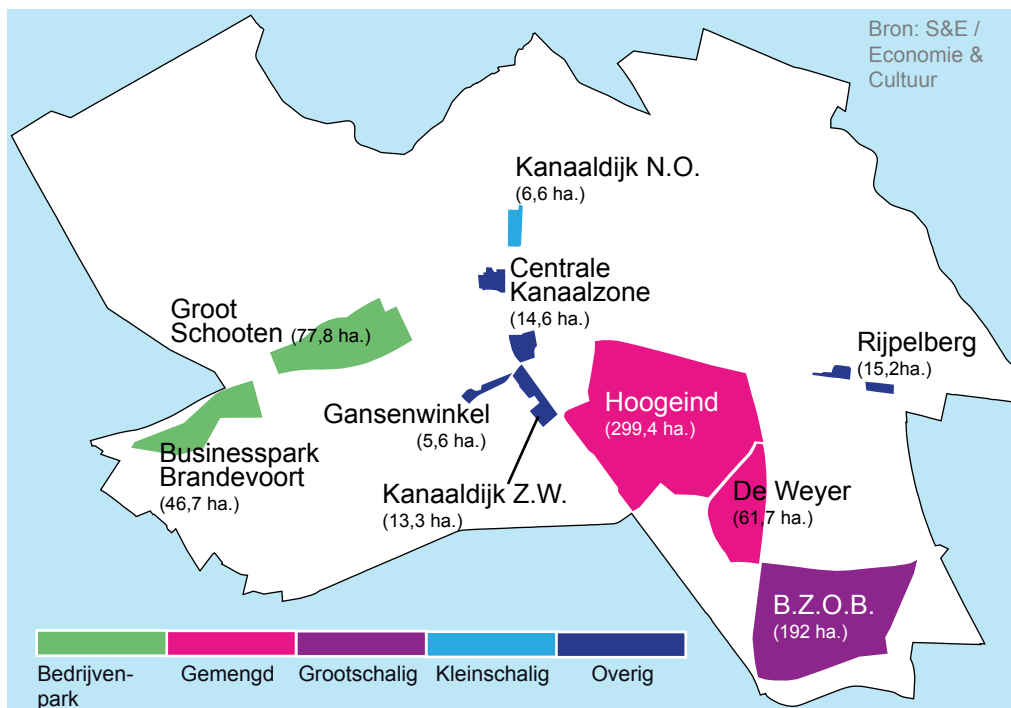 Bron: S&E /
Economie &
Cultuur
Kanaaldijk N.O.
(6,6 ha.)
Centrale
Kanaalzone
(14,6 ha.)
Groot
Schooten (77,8 ha.)
Rijpelberg
(15,2ha.)
Hoogeind
(299,4 ha.)
Gansenwinkel
(5,6 ha.)
Businesspark
Brandevoort
(46,7 ha.)
Kanaaldijk Z.W.
(13,3 ha.)
De Weyer
(61,7 ha.)
B.Z.O.B.
(192 ha.)
Bedrijven-
park
Gemengd
Grootschalig
Kleinschalig
Overig